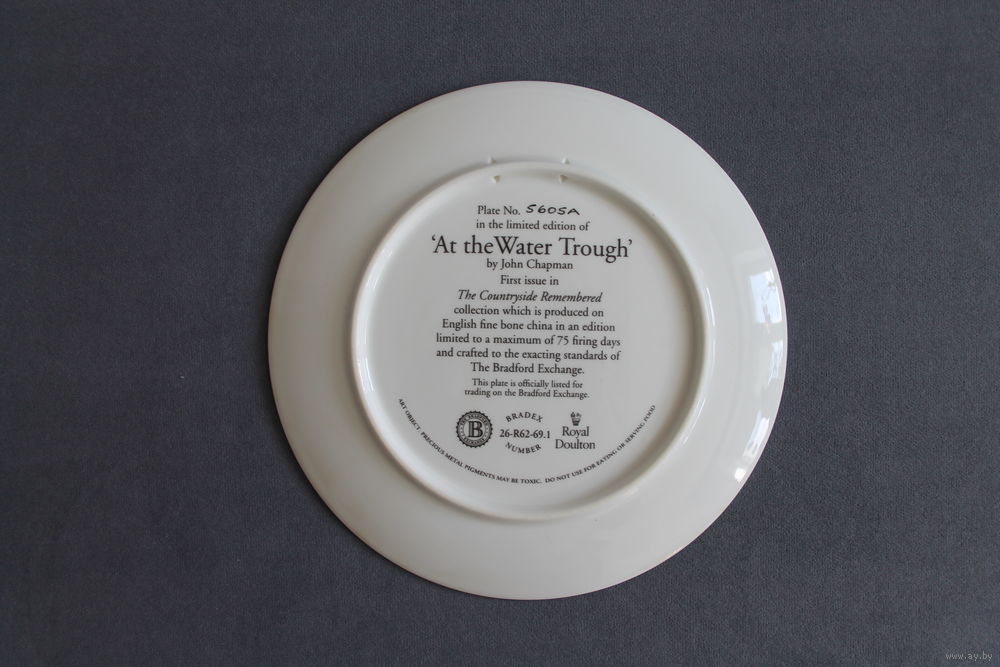 Plate No. 5605A
in the limited edition of
‘At the Water Trough’
by John Chapman
First issue in
The Countryside Remembered
collection which is produced on
English fine bone china in an edition
limited to a maximum of 75 firing days
and crafted to the exacting standards of
The Bradford Exchange.
This plate is officially listed for
trading on the Bradford Exchange.
B
BRADEX
26-R62-69.1
NUMBER
Royal
Doulton
ART OBJECT. PRECIOUS METAL PIGMENTS MAY BE TOXIC. DO NOT USE FOR EATING OR SERVING FOOD
www.ay.by